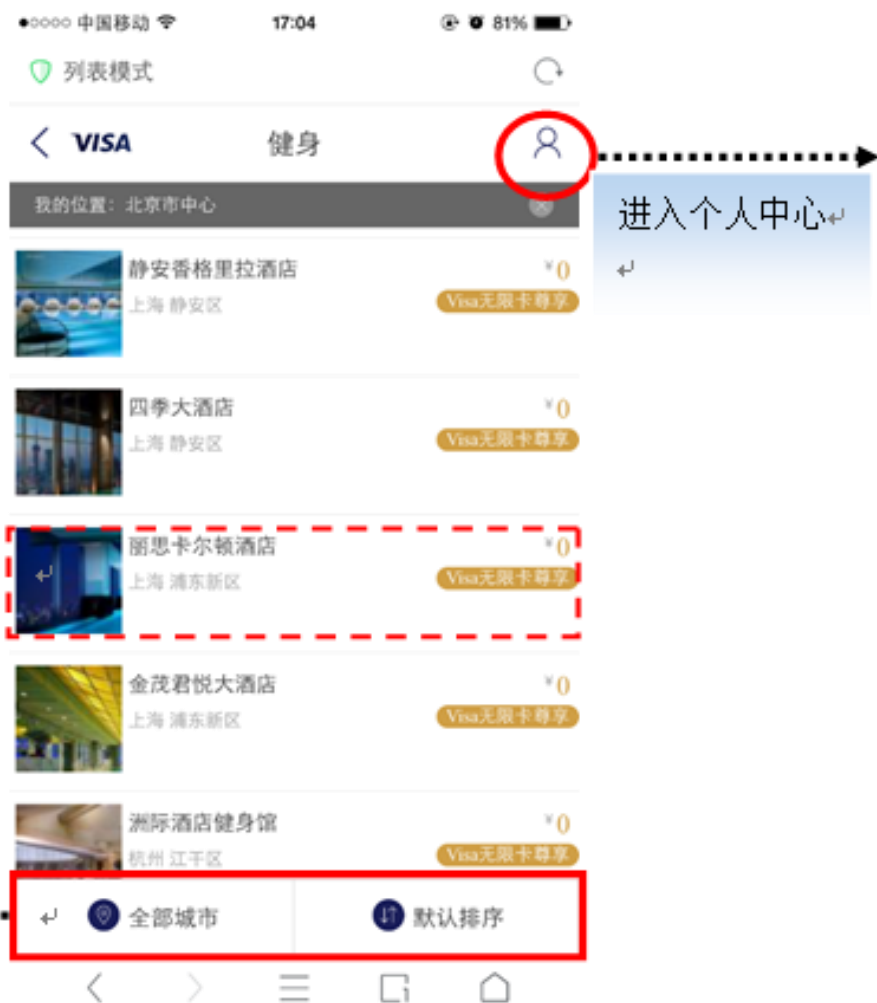 中国移动 17:04 81%
列表模式
VISA 健身
我的位置：北京市中心
进入个人中心
静安香格里拉酒店 ¥0
上海 静安区 Visa无限卡尊享
四季大酒店 ¥0
上海 静安区 Visa无限卡尊享
丽思卡尔顿酒店 ¥0
上海 浦东新区 Visa无限卡尊享
金茂君悦大酒店 ¥0
上海 浦东新区 Visa无限卡尊享
洲际酒店健身馆 ¥0
杭州 江干区 Visa无限卡尊享
全部城市 默认排序